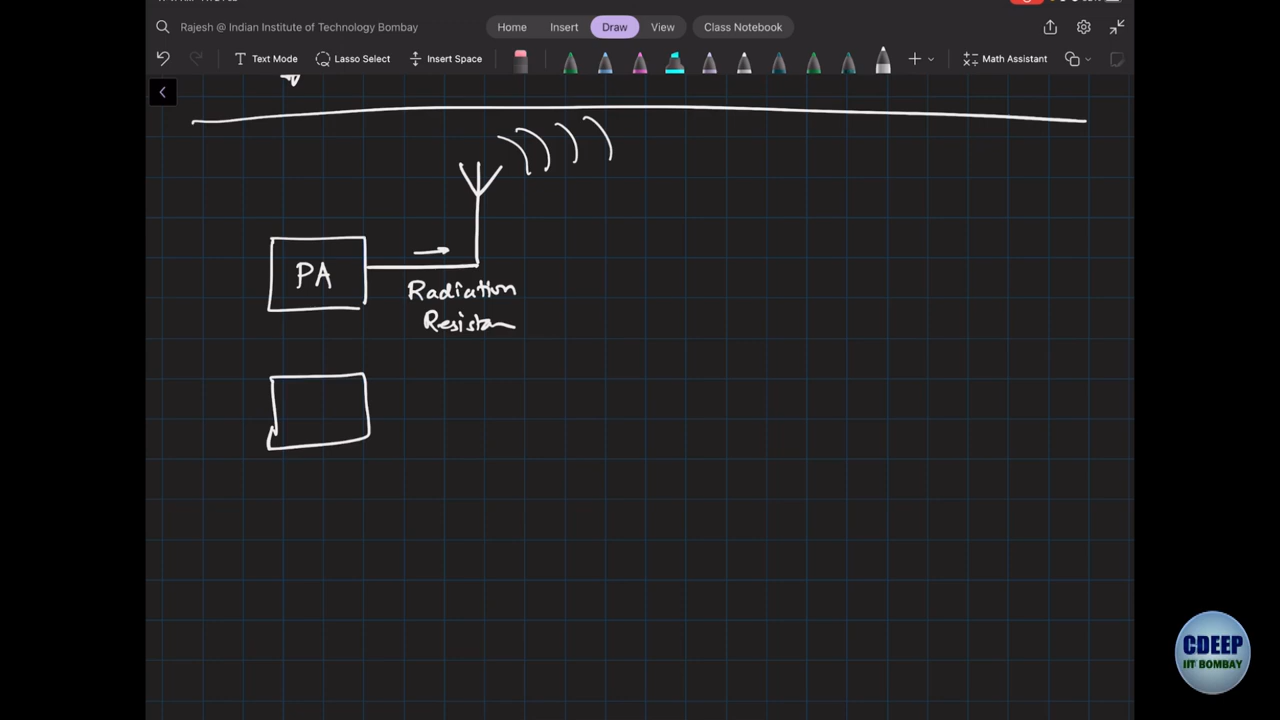 Rajesh @ Indian Institute of Technology Bombay
Home Insert Draw View Class Notebook
Text Mode Lasso Select Insert Space Math Assistant
PA
Radiation
Resistan
CDEEP
IIT BOMBAY